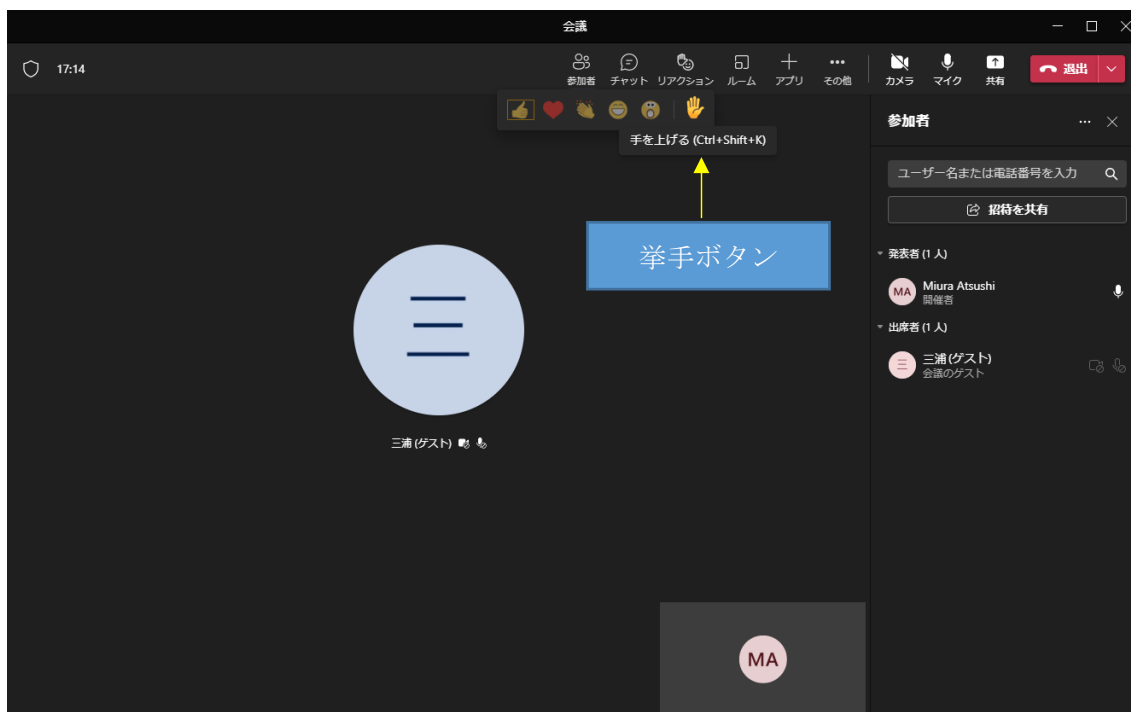 会議
17:14
参加者 チャット リアクション ルーム アプリ その他 カメラ マイク 共有 退出
手を上げる (Ctrl+Shift+K)
挙手ボタン
三
三浦 (ゲスト)
MA
参加者
ユーザー名または電話番号を入力
招待を共有
発表者 (1 人)
MA Miura Atsushi
開催者
出席者 (1 人)
三 三浦 (ゲスト)
会議のゲスト